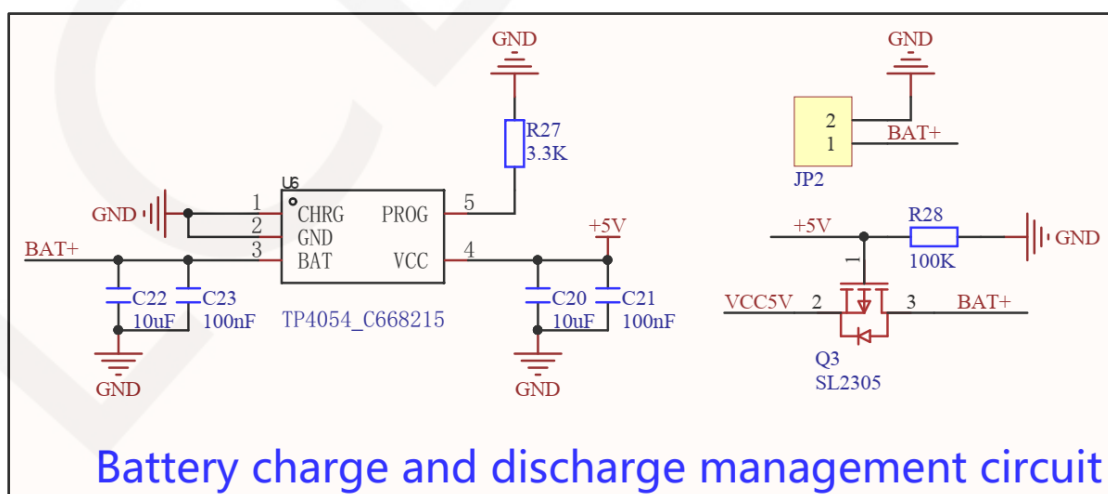 GND
R27
3.3K
U6
1
CHRG
PROG
5
GND
2
GND
BAT+
3
BAT
VCC
4
+5V
C22
10uF
C23
100nF
TP4054_C668215
C20
10uF
C21
100nF
GND
GND
GND
2
1
BAT+
JP2
+5V
R28
100K
GND
1
VCC5V
2
3
BAT+
Q3
SL2305
Battery charge and discharge management circuit